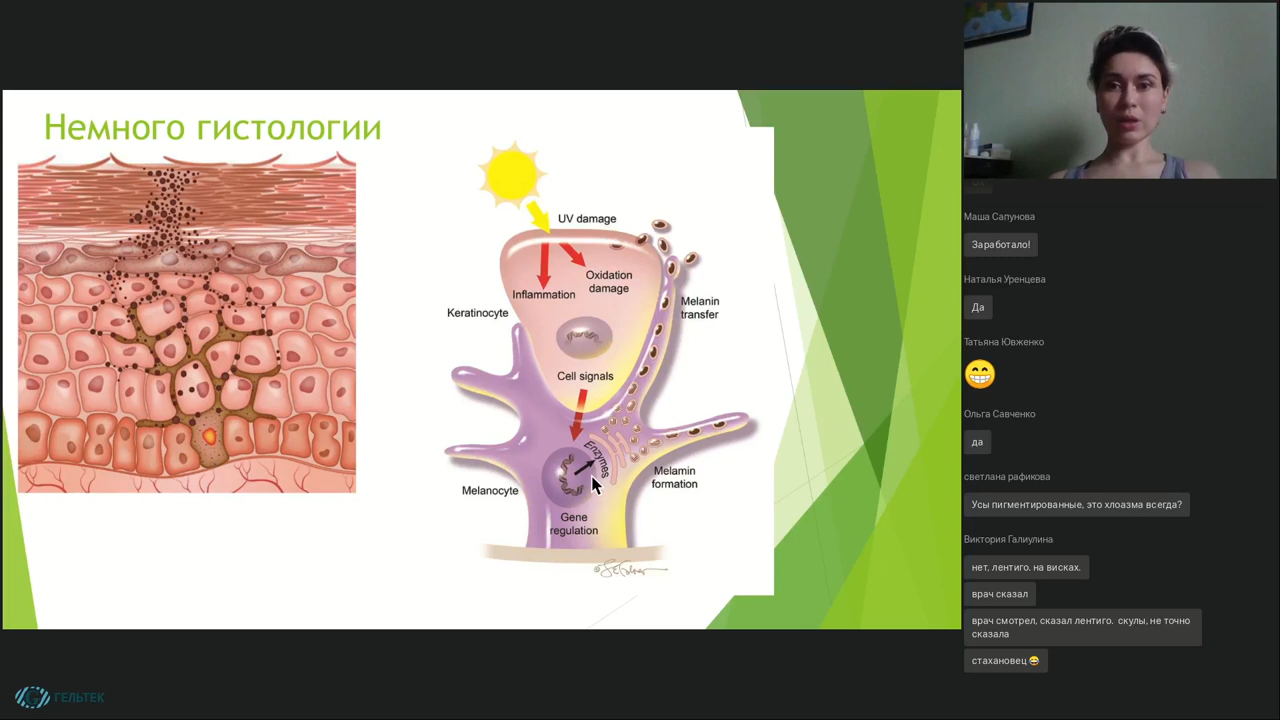 Немного гистологии
UV damage
Oxidation
damage
Inflammation
Keratinocyte
Melanin
transfer
Cell signals
Enzymes
Melamin
formation
Melanocyte
Gene
regulation
ГЕЛЬТЕК
Маша Сапунова
Заработало!
Наталья Уренцева
Да
Татьяна Ювженко
Ольга Савченко
да
светлана рафикова
Усы пигментированные, это хлоазма всегда?
Виктория Галиулина
нет, лентиго. на висках.
врач сказал
врач смотрел, сказал лентиго. скулы, не точно
сказала
стахановец 😅